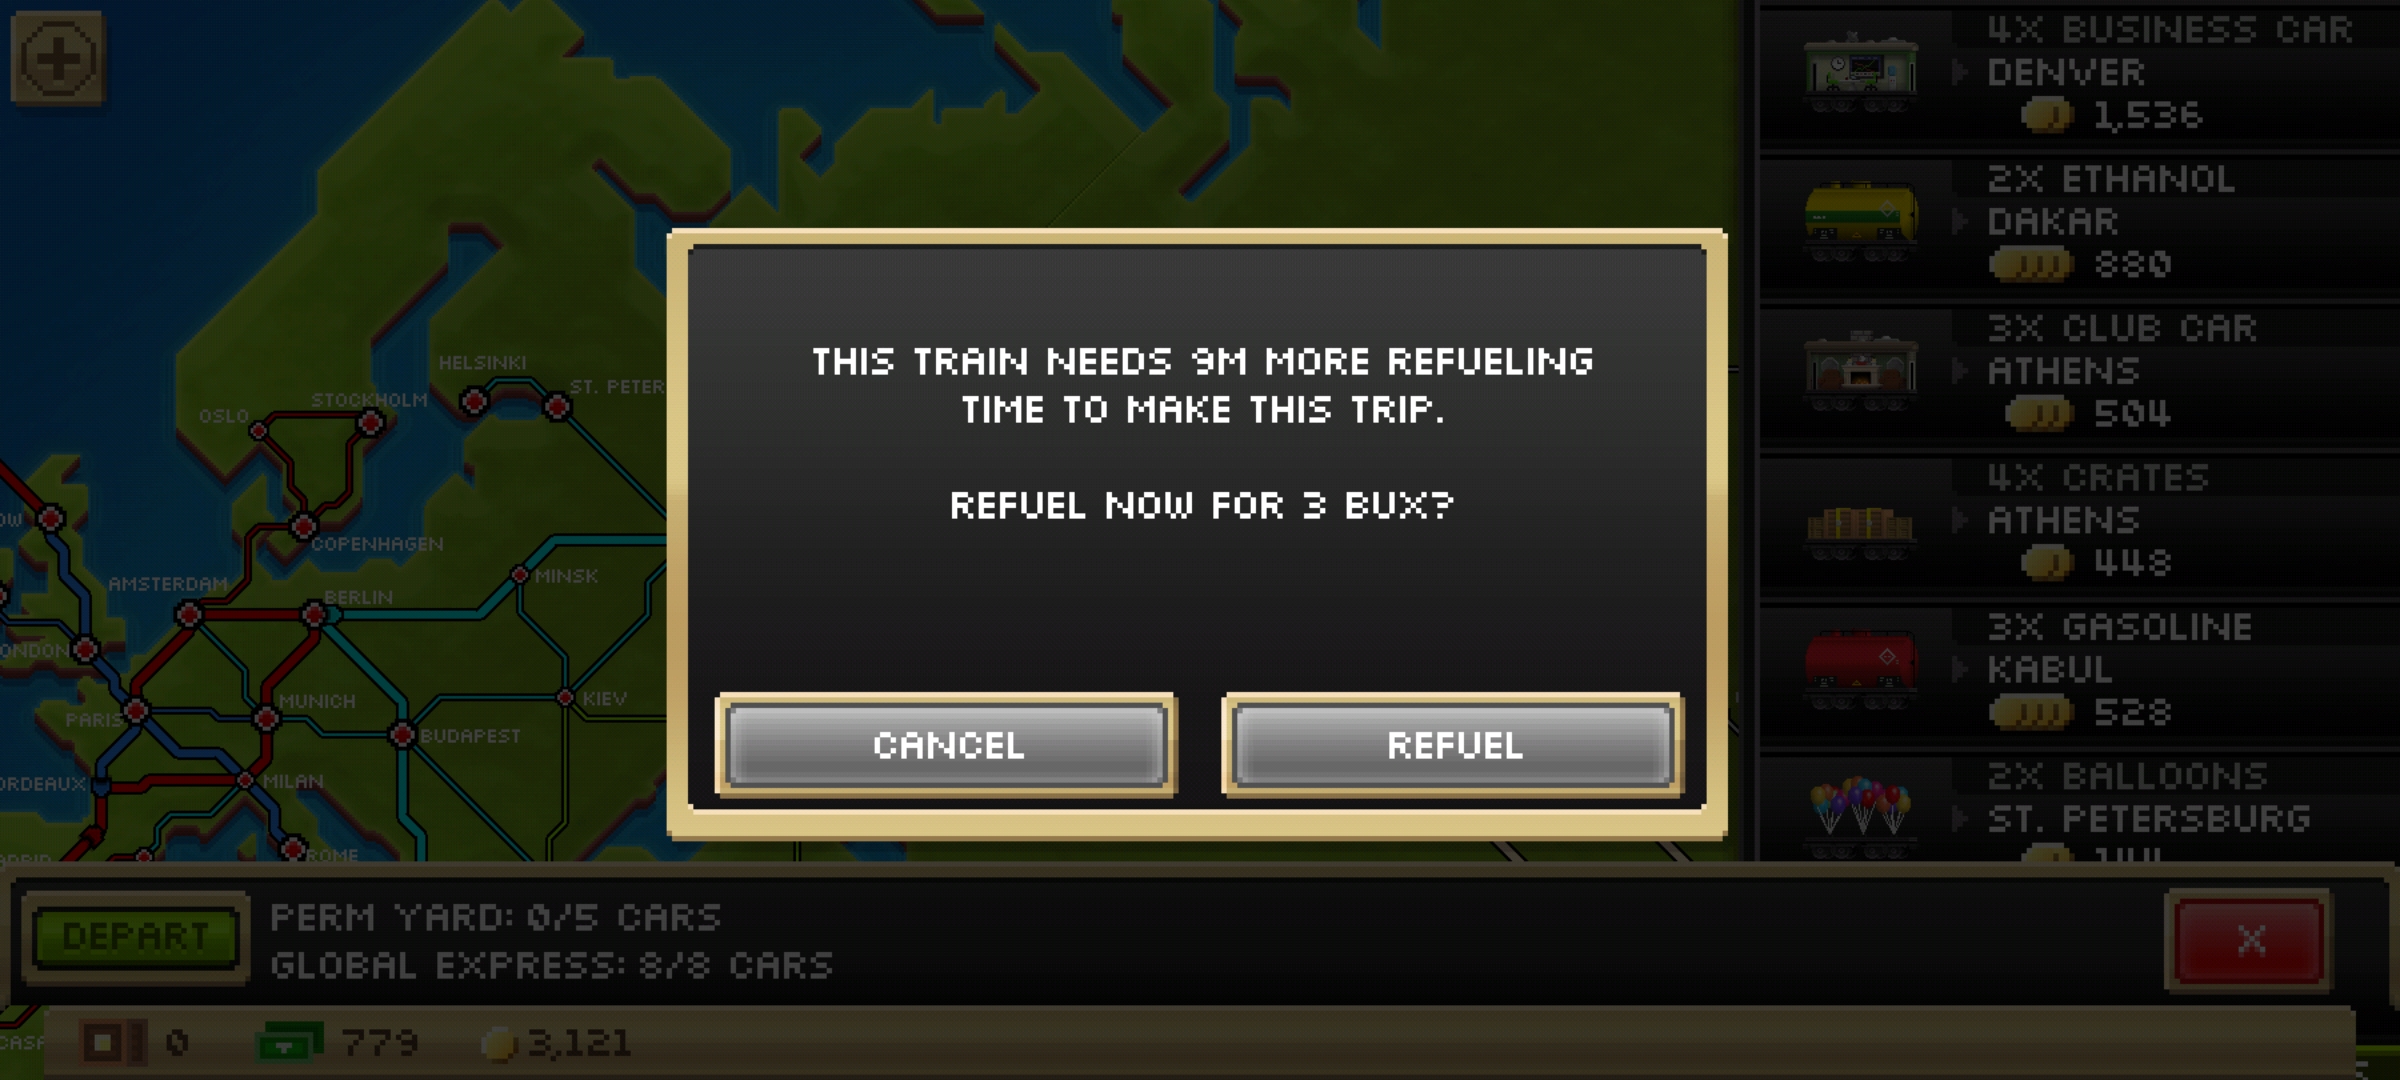 4X BUSINESS CAR
DENVER
1,536
2X ETHANOL
DAKAR
880
3X CLUB CAR
ATHENS
504
4X CRATES
ATHENS
448
3X GASOLINE
KABUL
528
2X BALLOONS
ST. PETERSBURG
THIS TRAIN NEEDS 9M MORE REFUELING
TIME TO MAKE THIS TRIP.
REFUEL NOW FOR 3 BUX?
CANCEL
REFUEL
HELSINKI
ST. PETER
STOCKHOLM
OSLO
OW
COPENHAGEN
MINSK
AMSTERDAM
BERLIN
ONDON
MUNICH
KIEV
PARIS
BUDAPEST
MILAN
ORDEAUX
ROME
DEPART
PERM YARD: 0/5 CARS
GLOBAL EXPRESS: 8/8 CARS
X
0
779
3,121